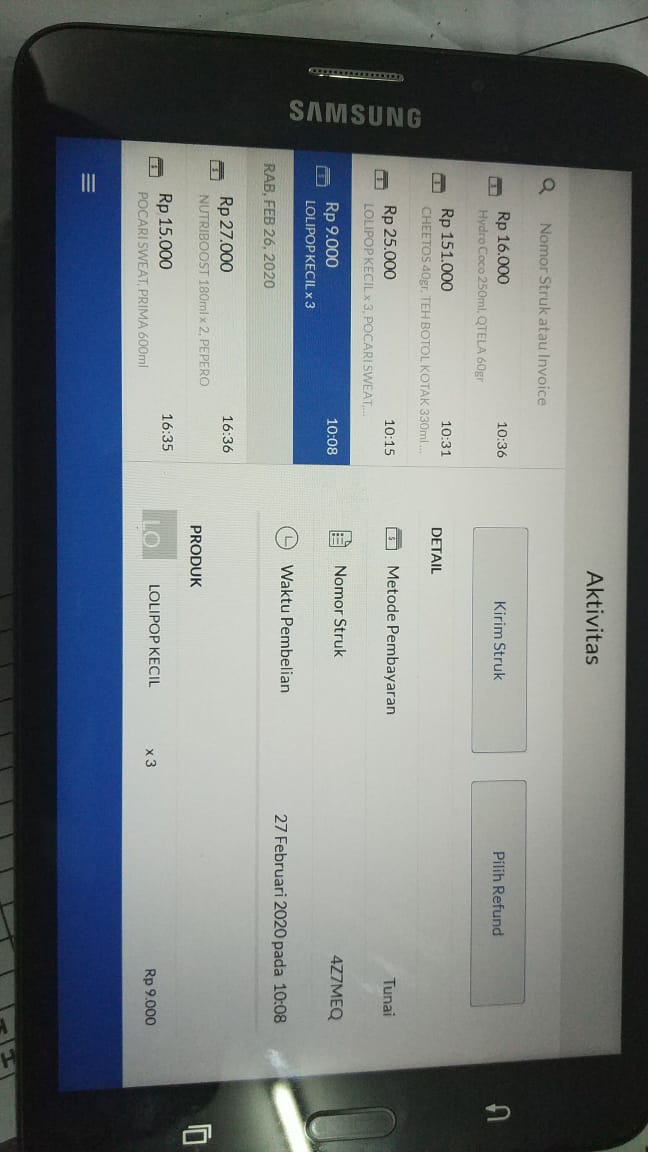 SAMSUNG
Aktivitas
Nomor Struk atau Invoice
Rp 16.000 10:36
Hydro Coco 250ml, QTELA 60gr
Rp 151.000 10:31
CHEETOS 40gr, TEH BOTOL KOTAK 330ml...
Rp 25.000 10:15
LOLIPOP KECIL x 3, POCARI SWEAT,...
Rp 9.000 10:08
LOLIPOP KECIL x 3
RAB, FEB 26, 2020
Rp 27.000 16:36
NUTRIBOOST 180ml x 2, PEPERO
Rp 15.000 16:35
POCARI SWEAT, PRIMA 600ml
Kirim Struk Pilih Refund
DETAIL
Metode Pembayaran Tunai
Nomor Struk 4Z7MEQ
Waktu Pembelian 27 Februari 2020 pada 10:08
PRODUK
LO LOLIPOP KECIL x 3 Rp 9.000